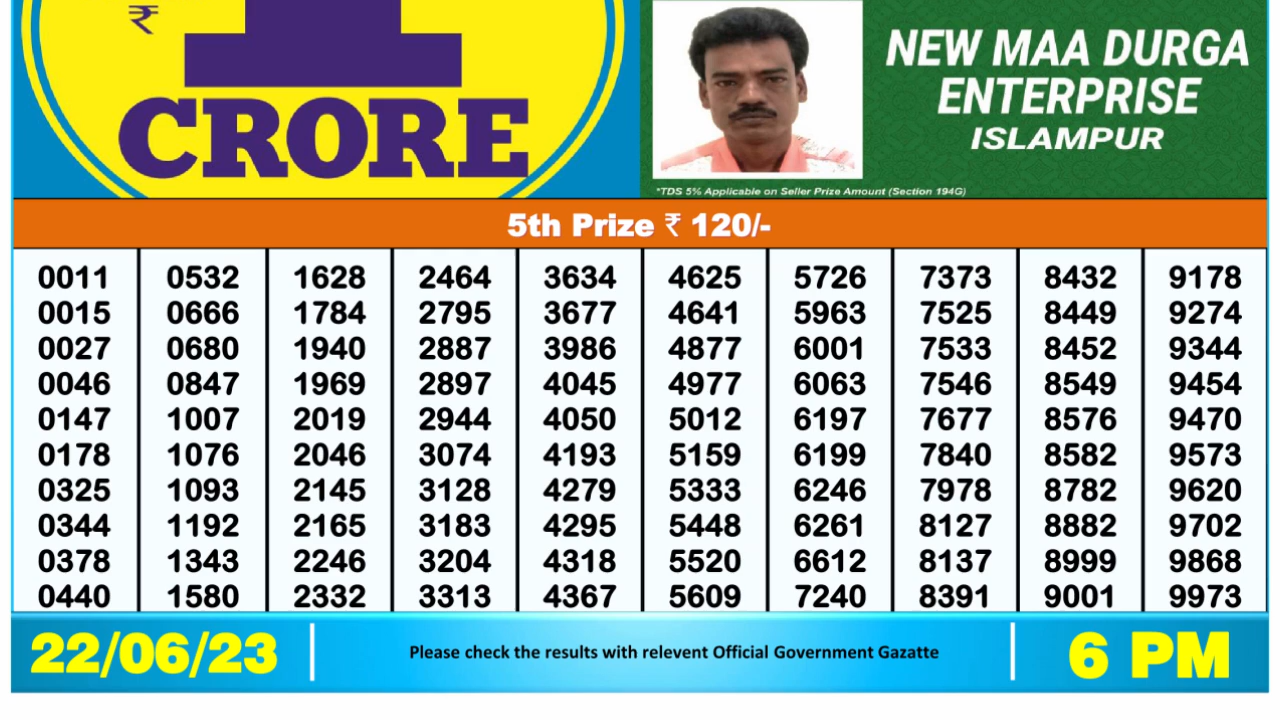 ₹
1
CRORE
NEW MAA DURGA
ENTERPRISE
ISLAMPUR
*TDS 5% Applicable on Seller Prize Amount (Section 194G)
5th Prize ₹ 120/-
0011 0532 1628 2464 3634 4625 5726 7373 8432 9178
0015 0666 1784 2795 3677 4641 5963 7525 8449 9274
0027 0680 1940 2887 3986 4877 6001 7533 8452 9344
0046 0847 1969 2897 4045 4977 6063 7546 8549 9454
0147 1007 2019 2944 4050 5012 6197 7677 8576 9470
0178 1076 2046 3074 4193 5159 6199 7840 8582 9573
0325 1093 2145 3128 4279 5333 6246 7978 8782 9620
0344 1192 2165 3183 4295 5448 6261 8127 8882 9702
0378 1343 2246 3204 4318 5520 6612 8137 8999 9868
0440 1580 2332 3313 4367 5609 7240 8391 9001 9973
22/06/23
Please check the results with relevent Official Government Gazatte
6 PM